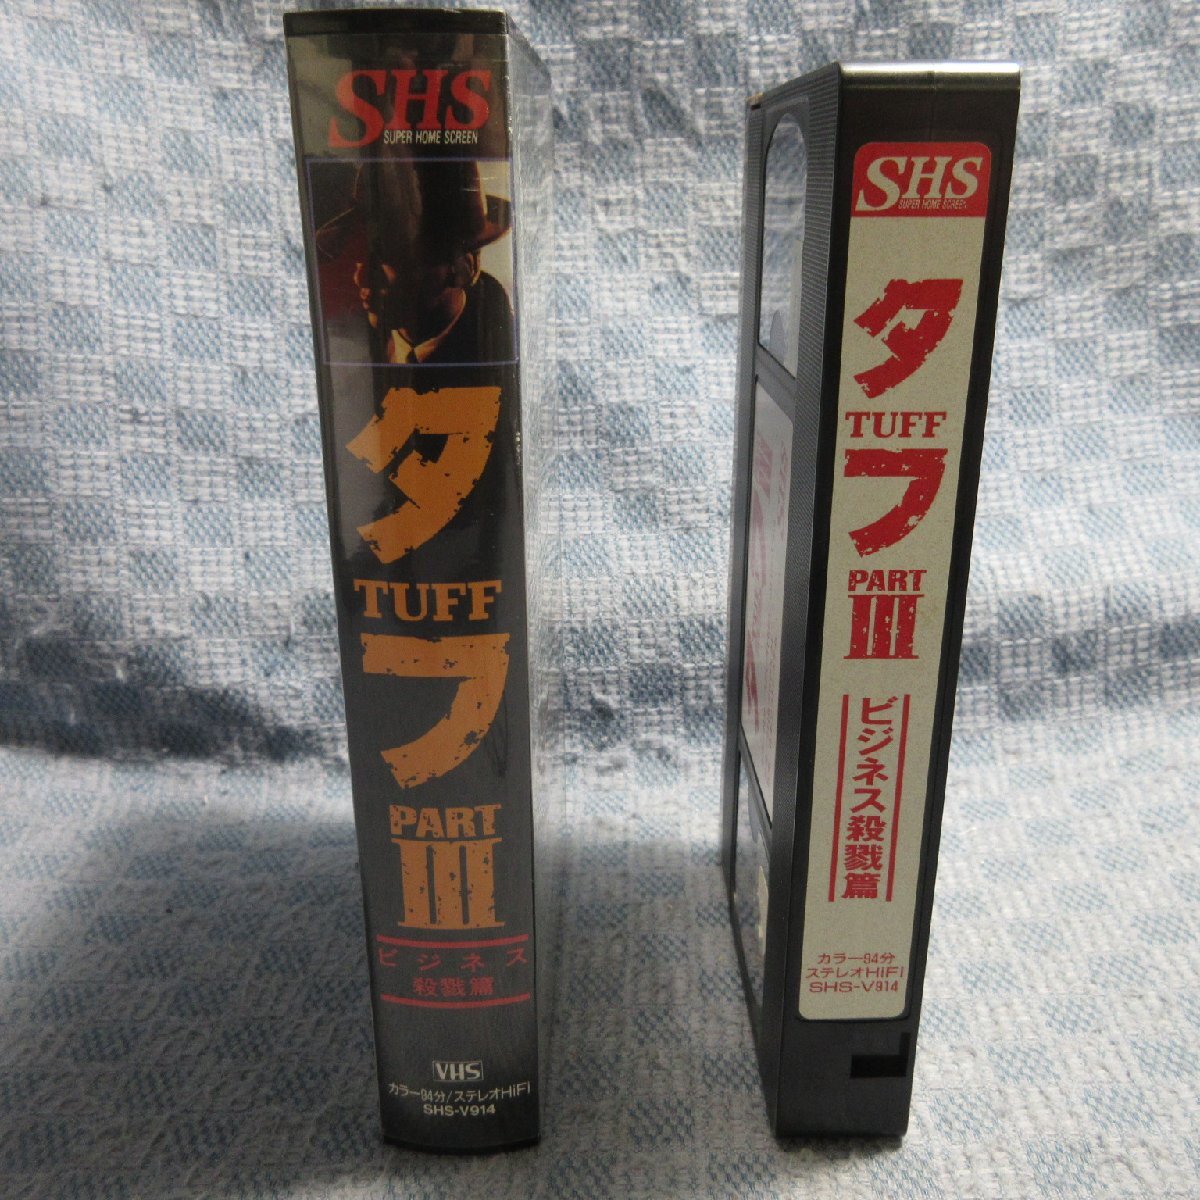 SHS
SUPER HOME SCREEN
タ
TUFF
フ
PART
III
ビジネス
殺戮篇
VHS
カラー94分/ステレオHiFi
SHS-V914
SHS
SUPER HOME SCREEN
タ
TUFF
フ
PART
III
ビジネス殺戮篇
カラー94分
ステレオHiFi
SHS-V914